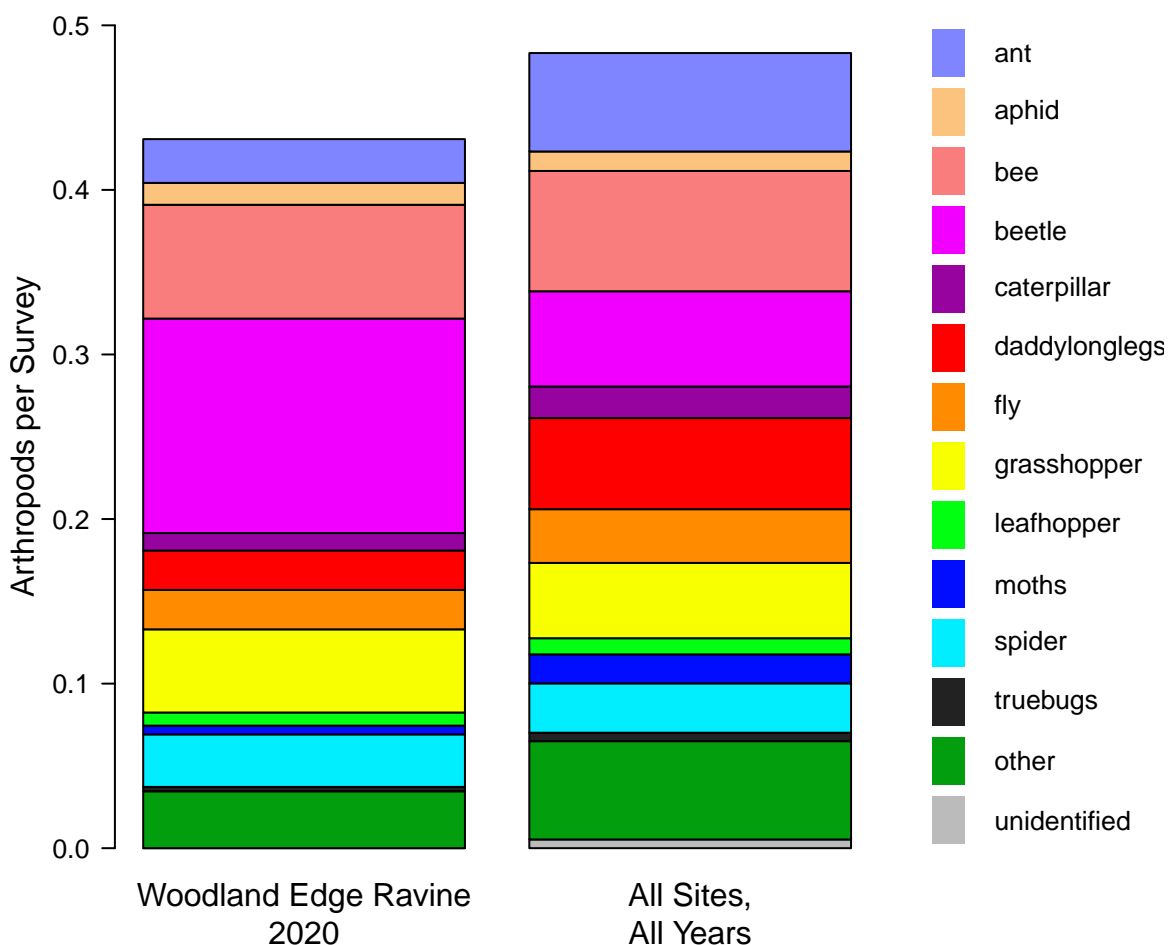 Arthropods per Survey
0.5
0.4
0.3
0.2
0.1
0.0
Woodland Edge Ravine
2020
All Sites,
All Years
ant
aphid
bee
beetle
caterpillar
daddylonglegs
fly
grasshopper
leafhopper
moths
spider
truebugs
other
unidentified